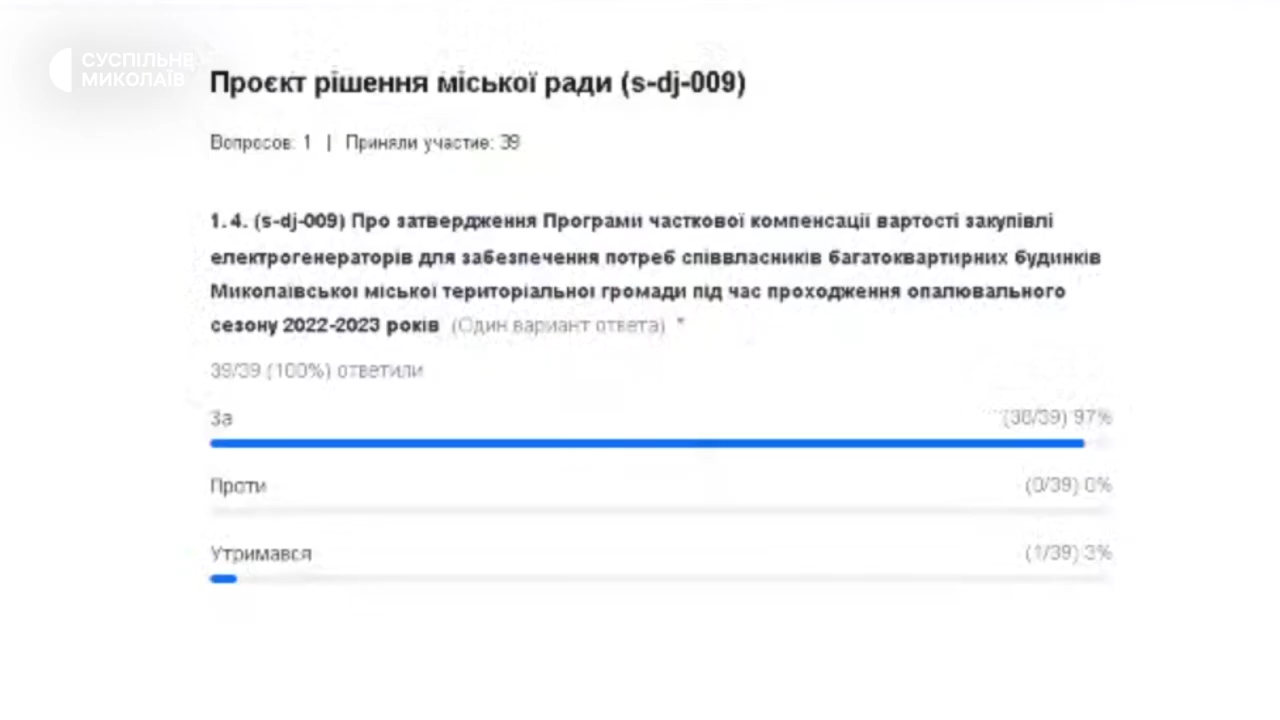 СУСПІЛЬНЕ
МИКОЛАЇВ
Проєкт рішення міської ради (s-dj-009)
Вопросов: 1 | Приняли участие: 39
1. 4. (s-dj-009) Про затвердження Програми часткової компенсації вартості закупівлі
електрогенераторів для забезпечення потреб співвласників багатоквартирних будинків
Миколаївської міської територіальної громади під час проходження опалювального
сезону 2022-2023 років (Один вариант ответа) *
39/39 (100%) ответили
За (38/39) 97%
Проти (0/39) 0%
Утримався (1/39) 3%